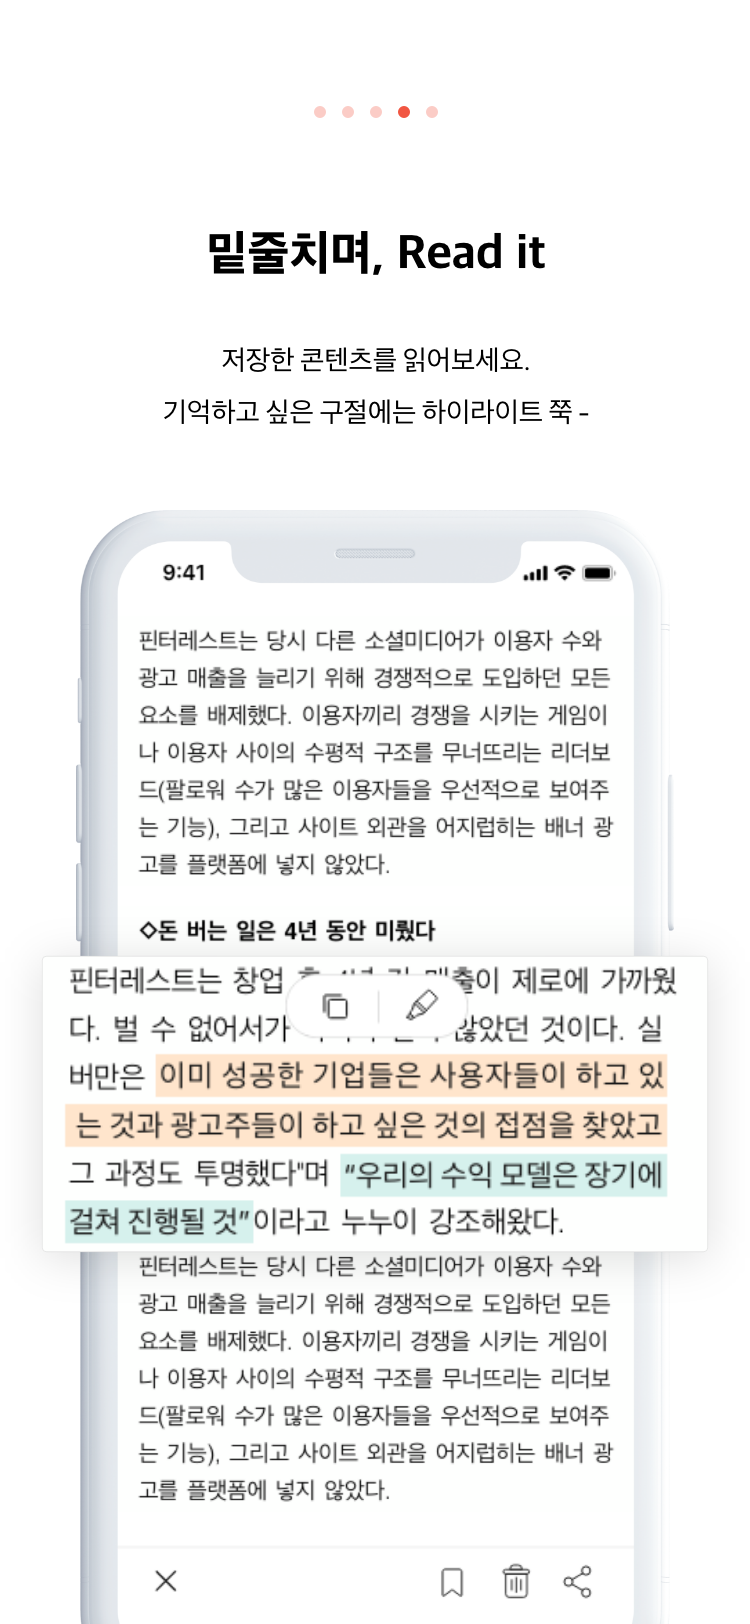 밑줄치며, Read it
저장한 콘텐츠를 읽어보세요.
기억하고 싶은 구절에는 하이라이트 쭉 -
9:41
핀터레스트는 당시 다른 소셜미디어가 이용자 수와
광고 매출을 늘리기 위해 경쟁적으로 도입하던 모든
요소를 배제했다. 이용자끼리 경쟁을 시키는 게임이
나 이용자 사이의 수평적 구조를 무너뜨리는 리더보
드(팔로워 수가 많은 이용자들을 우선적으로 보여주
는 기능), 그리고 사이트 외관을 어지럽히는 배너 광
고를 플랫폼에 넣지 않았다.
◇돈 버는 일은 4년 동안 미뤘다
핀터레스트는 창업 매출이 제로에 가까웠
다. 벌 수 없어서가 않았던 것이다. 실
버만은 이미 성공한 기업들은 사용자들이 하고 있
는 것과 광고주들이 하고 싶은 것의 접점을 찾았고
그 과정도 투명했다"며 “우리의 수익 모델은 장기에
걸쳐 진행될 것”이라고 누누이 강조해왔다.
핀터레스트는 당시 다른 소셜미디어가 이용자 수와
광고 매출을 늘리기 위해 경쟁적으로 도입하던 모든
요소를 배제했다. 이용자끼리 경쟁을 시키는 게임이
나 이용자 사이의 수평적 구조를 무너뜨리는 리더보
드(팔로워 수가 많은 이용자들을 우선적으로 보여주
는 기능), 그리고 사이트 외관을 어지럽히는 배너 광
고를 플랫폼에 넣지 않았다.